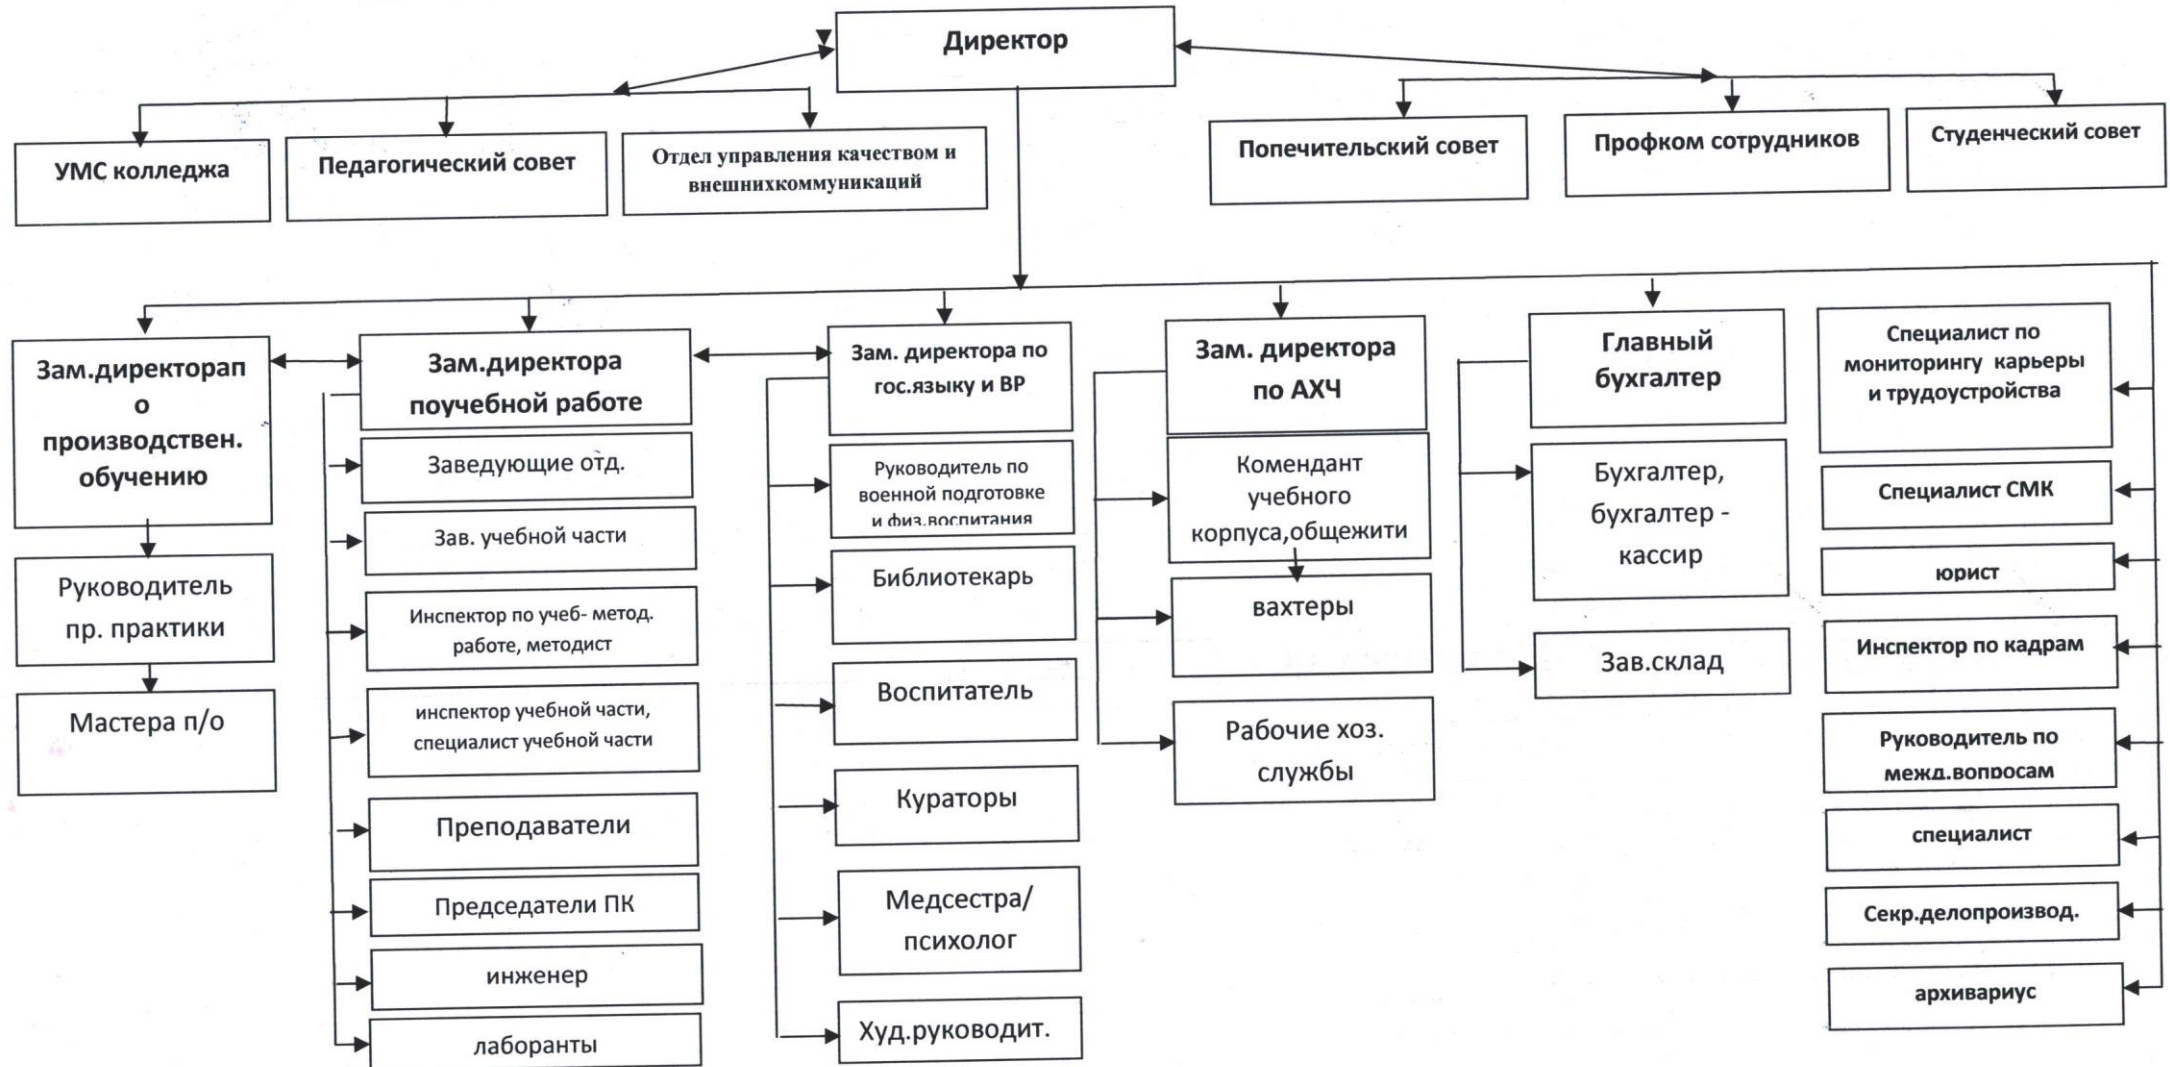 Директор
УМС колледжа
Педагогический совет
Отдел управления качеством и
внешнихкоммуникаций
Попечительский совет
Профком сотрудников
Студенческий совет
Зам.директорап
о
производствен.
обучению
Руководитель
пр. практики
Мастера п/о
Зам.директора
поучебной работе
Заведующие отд.
Зав. учебной части
Инспектор по учеб- метод.
работе, методист
инспектор учебной части,
специалист учебной части
Преподаватели
Председатели ПК
инженер
лаборанты
Зам. директора по
гос.языку и ВР
Руководитель по
военной подготовке
и физ.воспитания
Библиотекарь
Воспитатель
Кураторы
Медсестра/
психолог
Худ.руководит.
Зам. директора
по АХЧ
Комендант
учебного
корпуса,общежити
вахтеры
Рабочие хоз.
службы
Главный
бухгалтер
Бухгалтер,
бухгалтер -
кассир
Зав.склад
Специалист по
мониторингу карьеры
и трудоустройства
Специалист СМК
юрист
Инспектор по кадрам
Руководитель по
межд.вопросам
специалист
Секр.делопроизвод.
архивариус